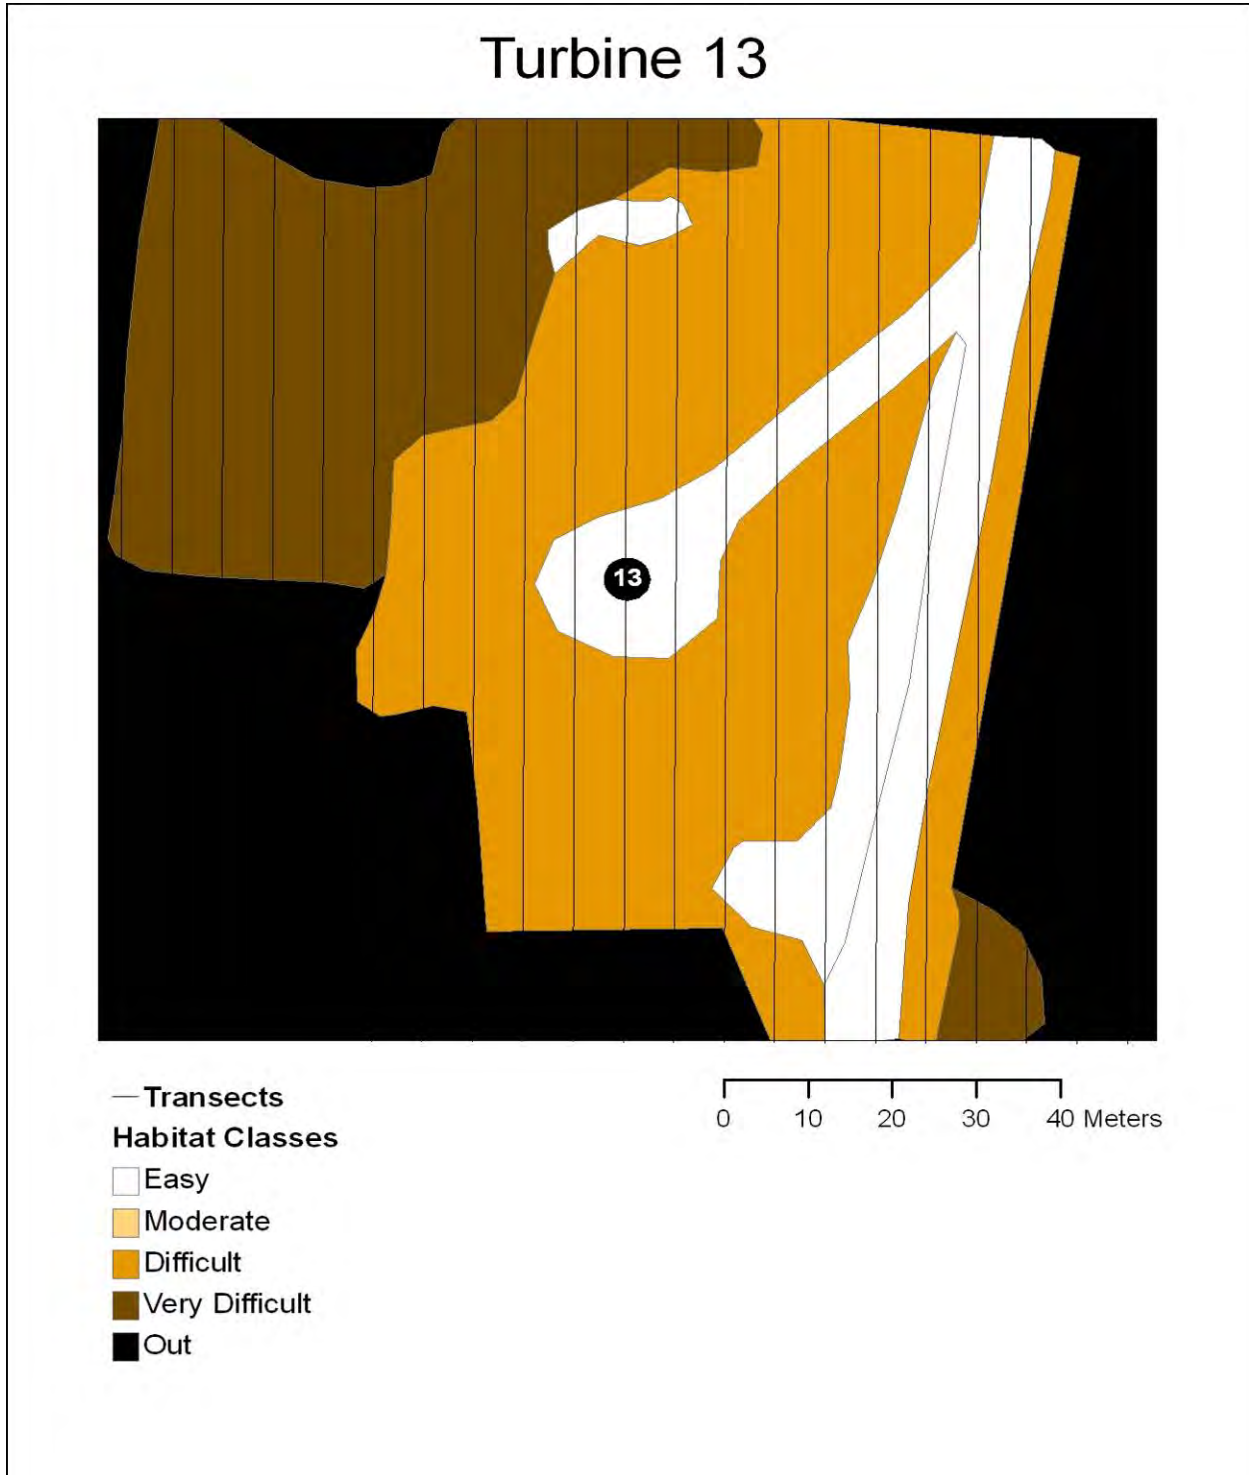 Turbine 13
13
Transects
Habitat Classes
Easy
Moderate
Difficult
Very Difficult
Out
0 10 20 30 40 Meters